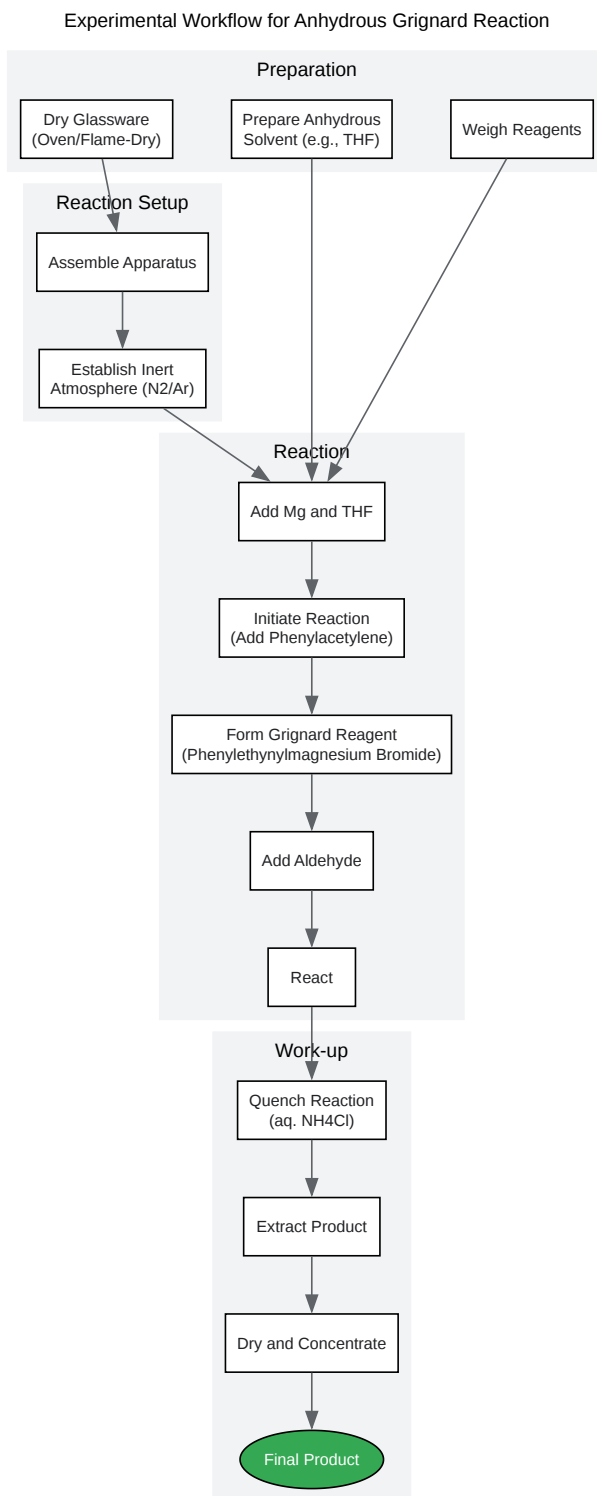 Experimental Workflow for Anhydrous Grignard Reaction
Preparation
Dry Glassware
(Oven/Flame-Dry)
Prepare Anhydrous
Solvent (e.g., THF)
Weigh Reagents
Reaction Setup
Assemble Apparatus
Establish Inert
Atmosphere (N2/Ar)
Reaction
Add Mg and THF
Initiate Reaction
(Add Phenylacetylene)
Form Grignard Reagent
(Phenylethynylmagnesium Bromide)
Add Aldehyde
React
Work-up
Quench Reaction
(aq. NH4Cl)
Extract Product
Dry and Concentrate
Final Product